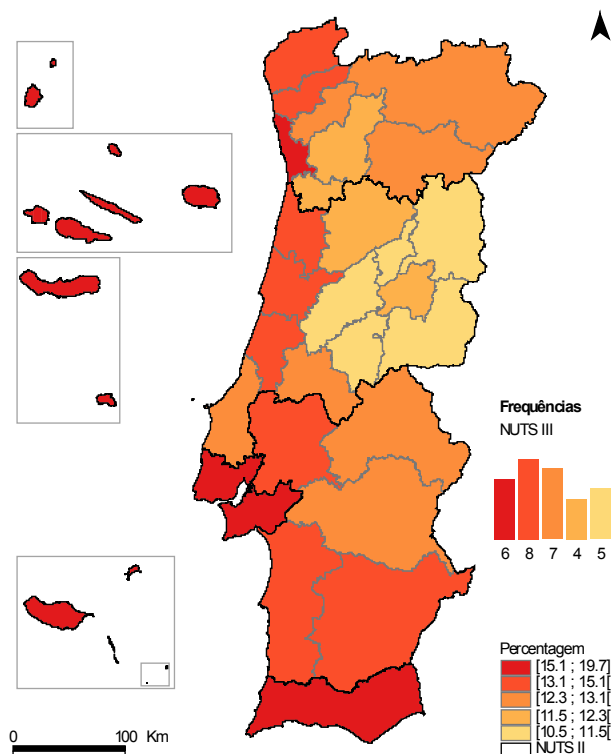 Frequências
NUTS III
6 8 7 4 5
Percentagem
[15.1 ; 19.7]
[13.1 ; 15.1[
[12.3 ; 13.1[
[11.5 ; 12.3[
[10.5 ; 11.5[
NUTS II
0 100 Km